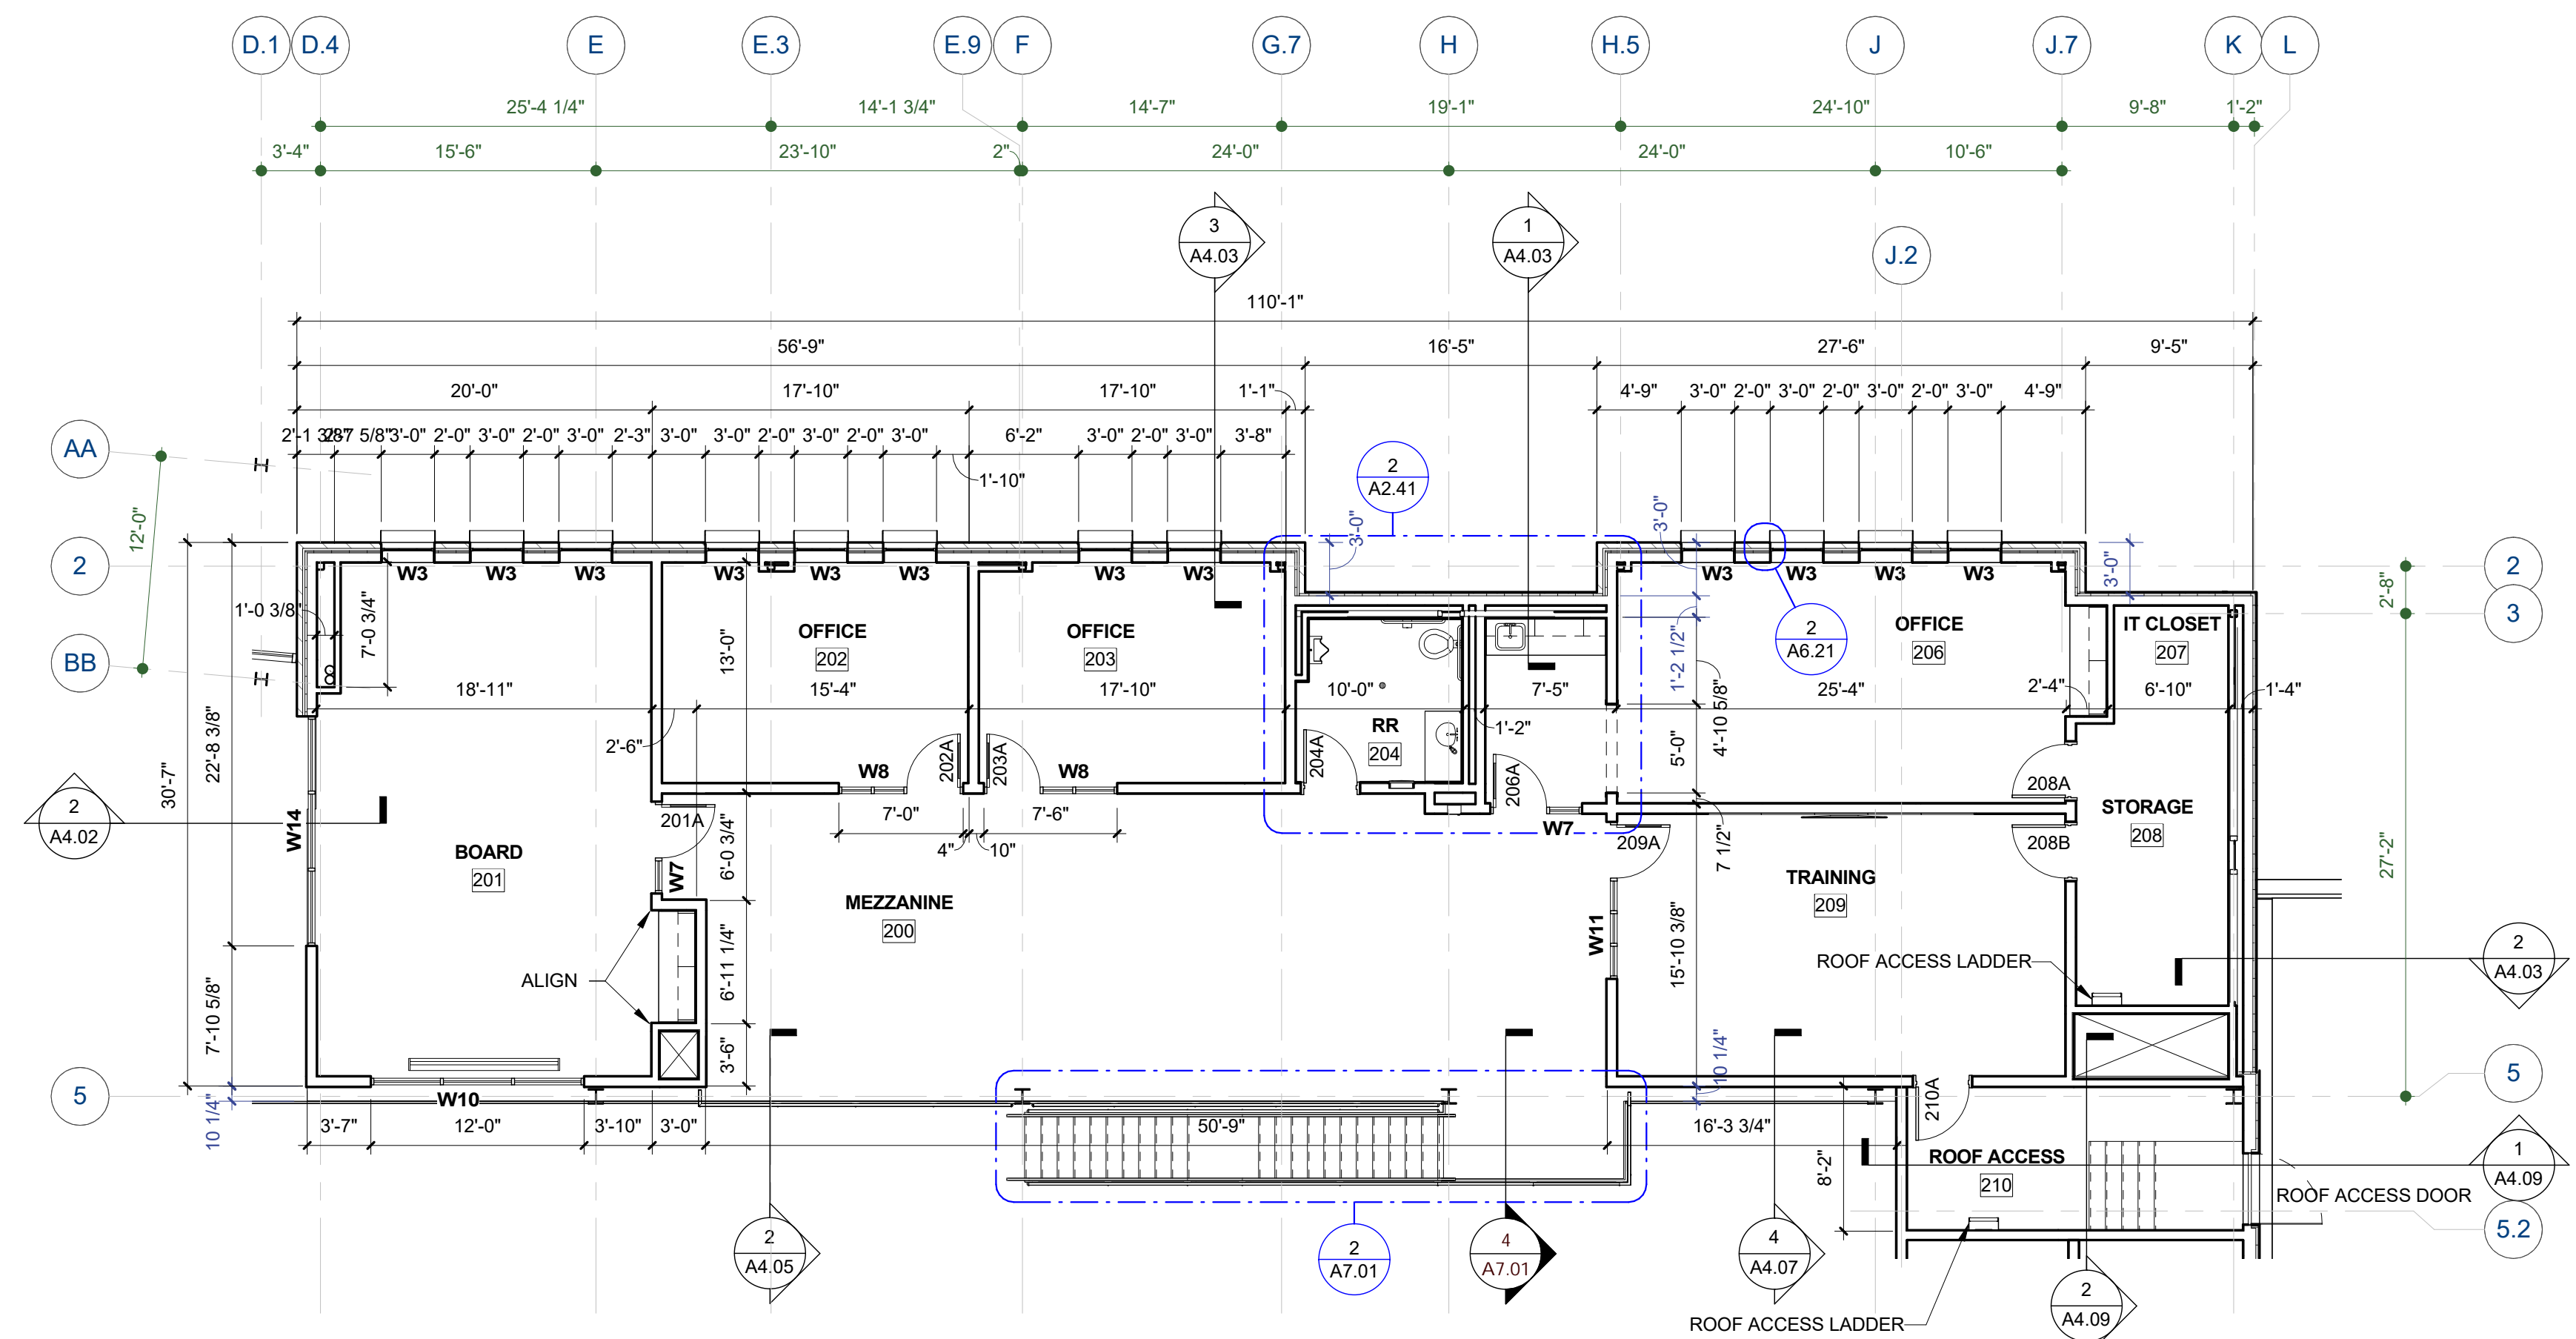 D.1 D.4 E E.3 E.9 F G.7 H H.5 J J.7 K L
25'-4 1/4" 14'-1 3/4" 14'-7" 19'-1" 24'-10" 9'-8" 1'-2"
3'-4" 15'-6" 23'-10" 2" 24'-0" 24'-0" 10'-6"
3
A4.03
1
A4.03
J.2
110'-1"
56'-9" 16'-5" 27'-6" 9'-5"
20'-0" 17'-10" 17'-10" 1'-1" 4'-9" 3'-0" 2'-0" 3'-0" 2'-0" 3'-0" 2'-0" 3'-0" 4'-9"
2'-1 3/8" 2'-7 5/8" 3'-0" 2'-0" 3'-0" 2'-0" 3'-0" 2'-3" 3'-0" 3'-0" 2'-0" 3'-0" 2'-0" 3'-0" 6'-2" 3'-0" 2'-0" 3'-0" 3'-8"
1'-10"
AA
12'-0"
2
A2.41
3'-0"
3'-0"
3'-0"
2
2
W3 W3 W3 W3 W3 W3 W3 W3 W3 W3 W3 W3
2'-8"
3
1'-0 3/8"
7'-0 3/4"
13'-0"
OFFICE
202
OFFICE
203
1'-2 1/2"
2
A6.21
OFFICE
206
IT CLOSET
207
BB
18'-11" 15'-4" 17'-10" 10'-0" 7'-5" 25'-4" 2'-4" 6'-10" 1'-4"
2'-6"
RR
204
1'-2"
5'-0"
4'-10 5/8"
22'-8 3/8"
30'-7"
W8 W8
202A
203A
204A
206A
208A
2
A4.02
W14
201A
7'-0" 7'-6"
4" 10"
W7
209A
7 1/2"
208B
STORAGE
208
BOARD
201
W7
6'-0 3/4"
MEZZANINE
200
TRAINING
209
27'-2"
W11
15'-10 3/8"
ALIGN
6'-11 1/4"
ROOF ACCESS LADDER
2
A4.03
7'-10 5/8"
3'-6"
10 1/4"
5
5
W10
10 1/4"
210A
3'-7" 12'-0" 3'-10" 3'-0" 50'-9" 16'-3 3/4"
8'-2"
ROOF ACCESS
210
1
A4.09
ROOF ACCESS DOOR
5.2
2
A4.05
2
A7.01
4
A7.01
4
A4.07
2
A4.09
ROOF ACCESS LADDER